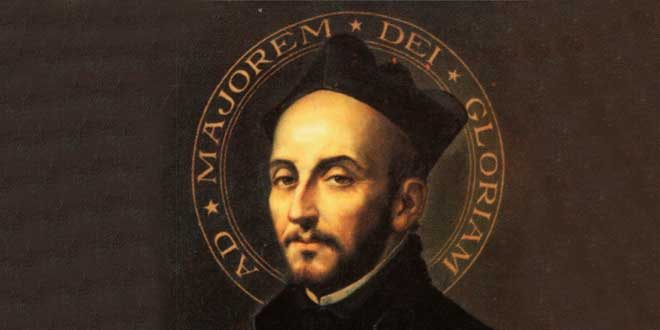 AD ★ MAJOREM ★ DEI ★ GLORIAM